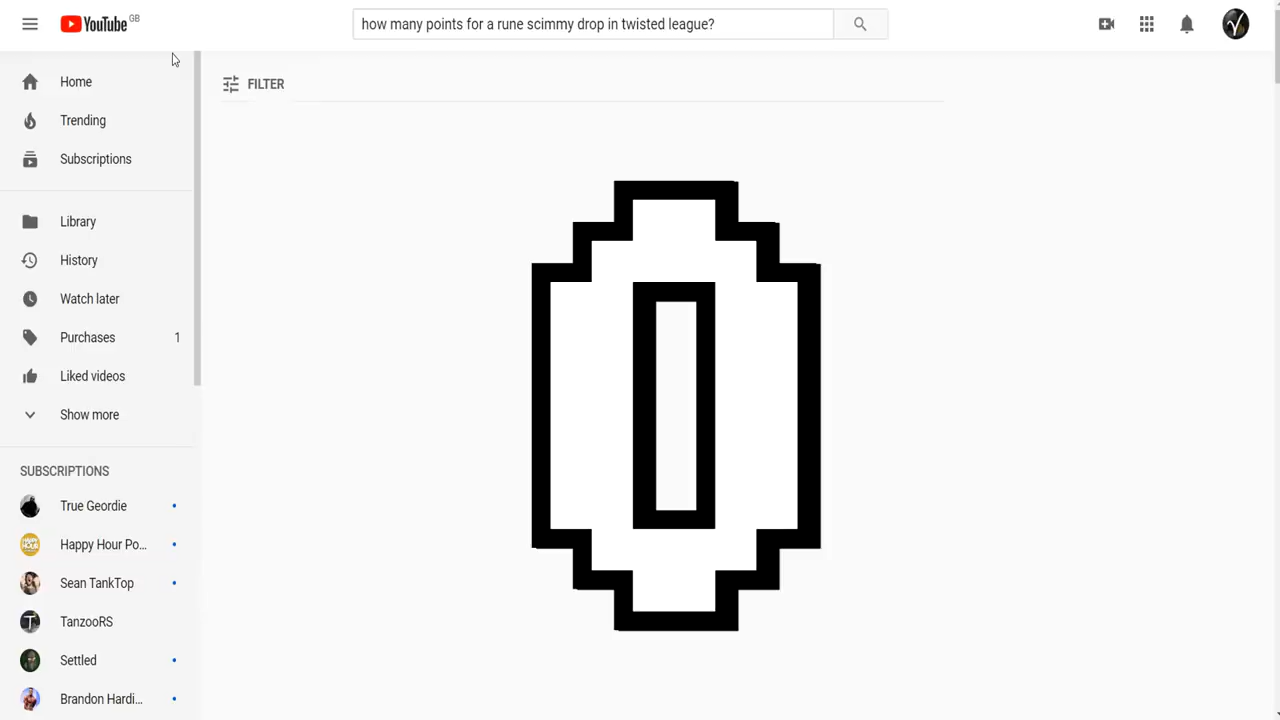 YouTube GB
how many points for a rune scimmy drop in twisted league?
FILTER
0
Home
Trending
Subscriptions
Library
History
Watch later
Purchases 1
Liked videos
Show more
SUBSCRIPTIONS
True Geordie
Happy Hour Po...
Sean TankTop
T TanzooRS
Settled
Brandon Hardi...